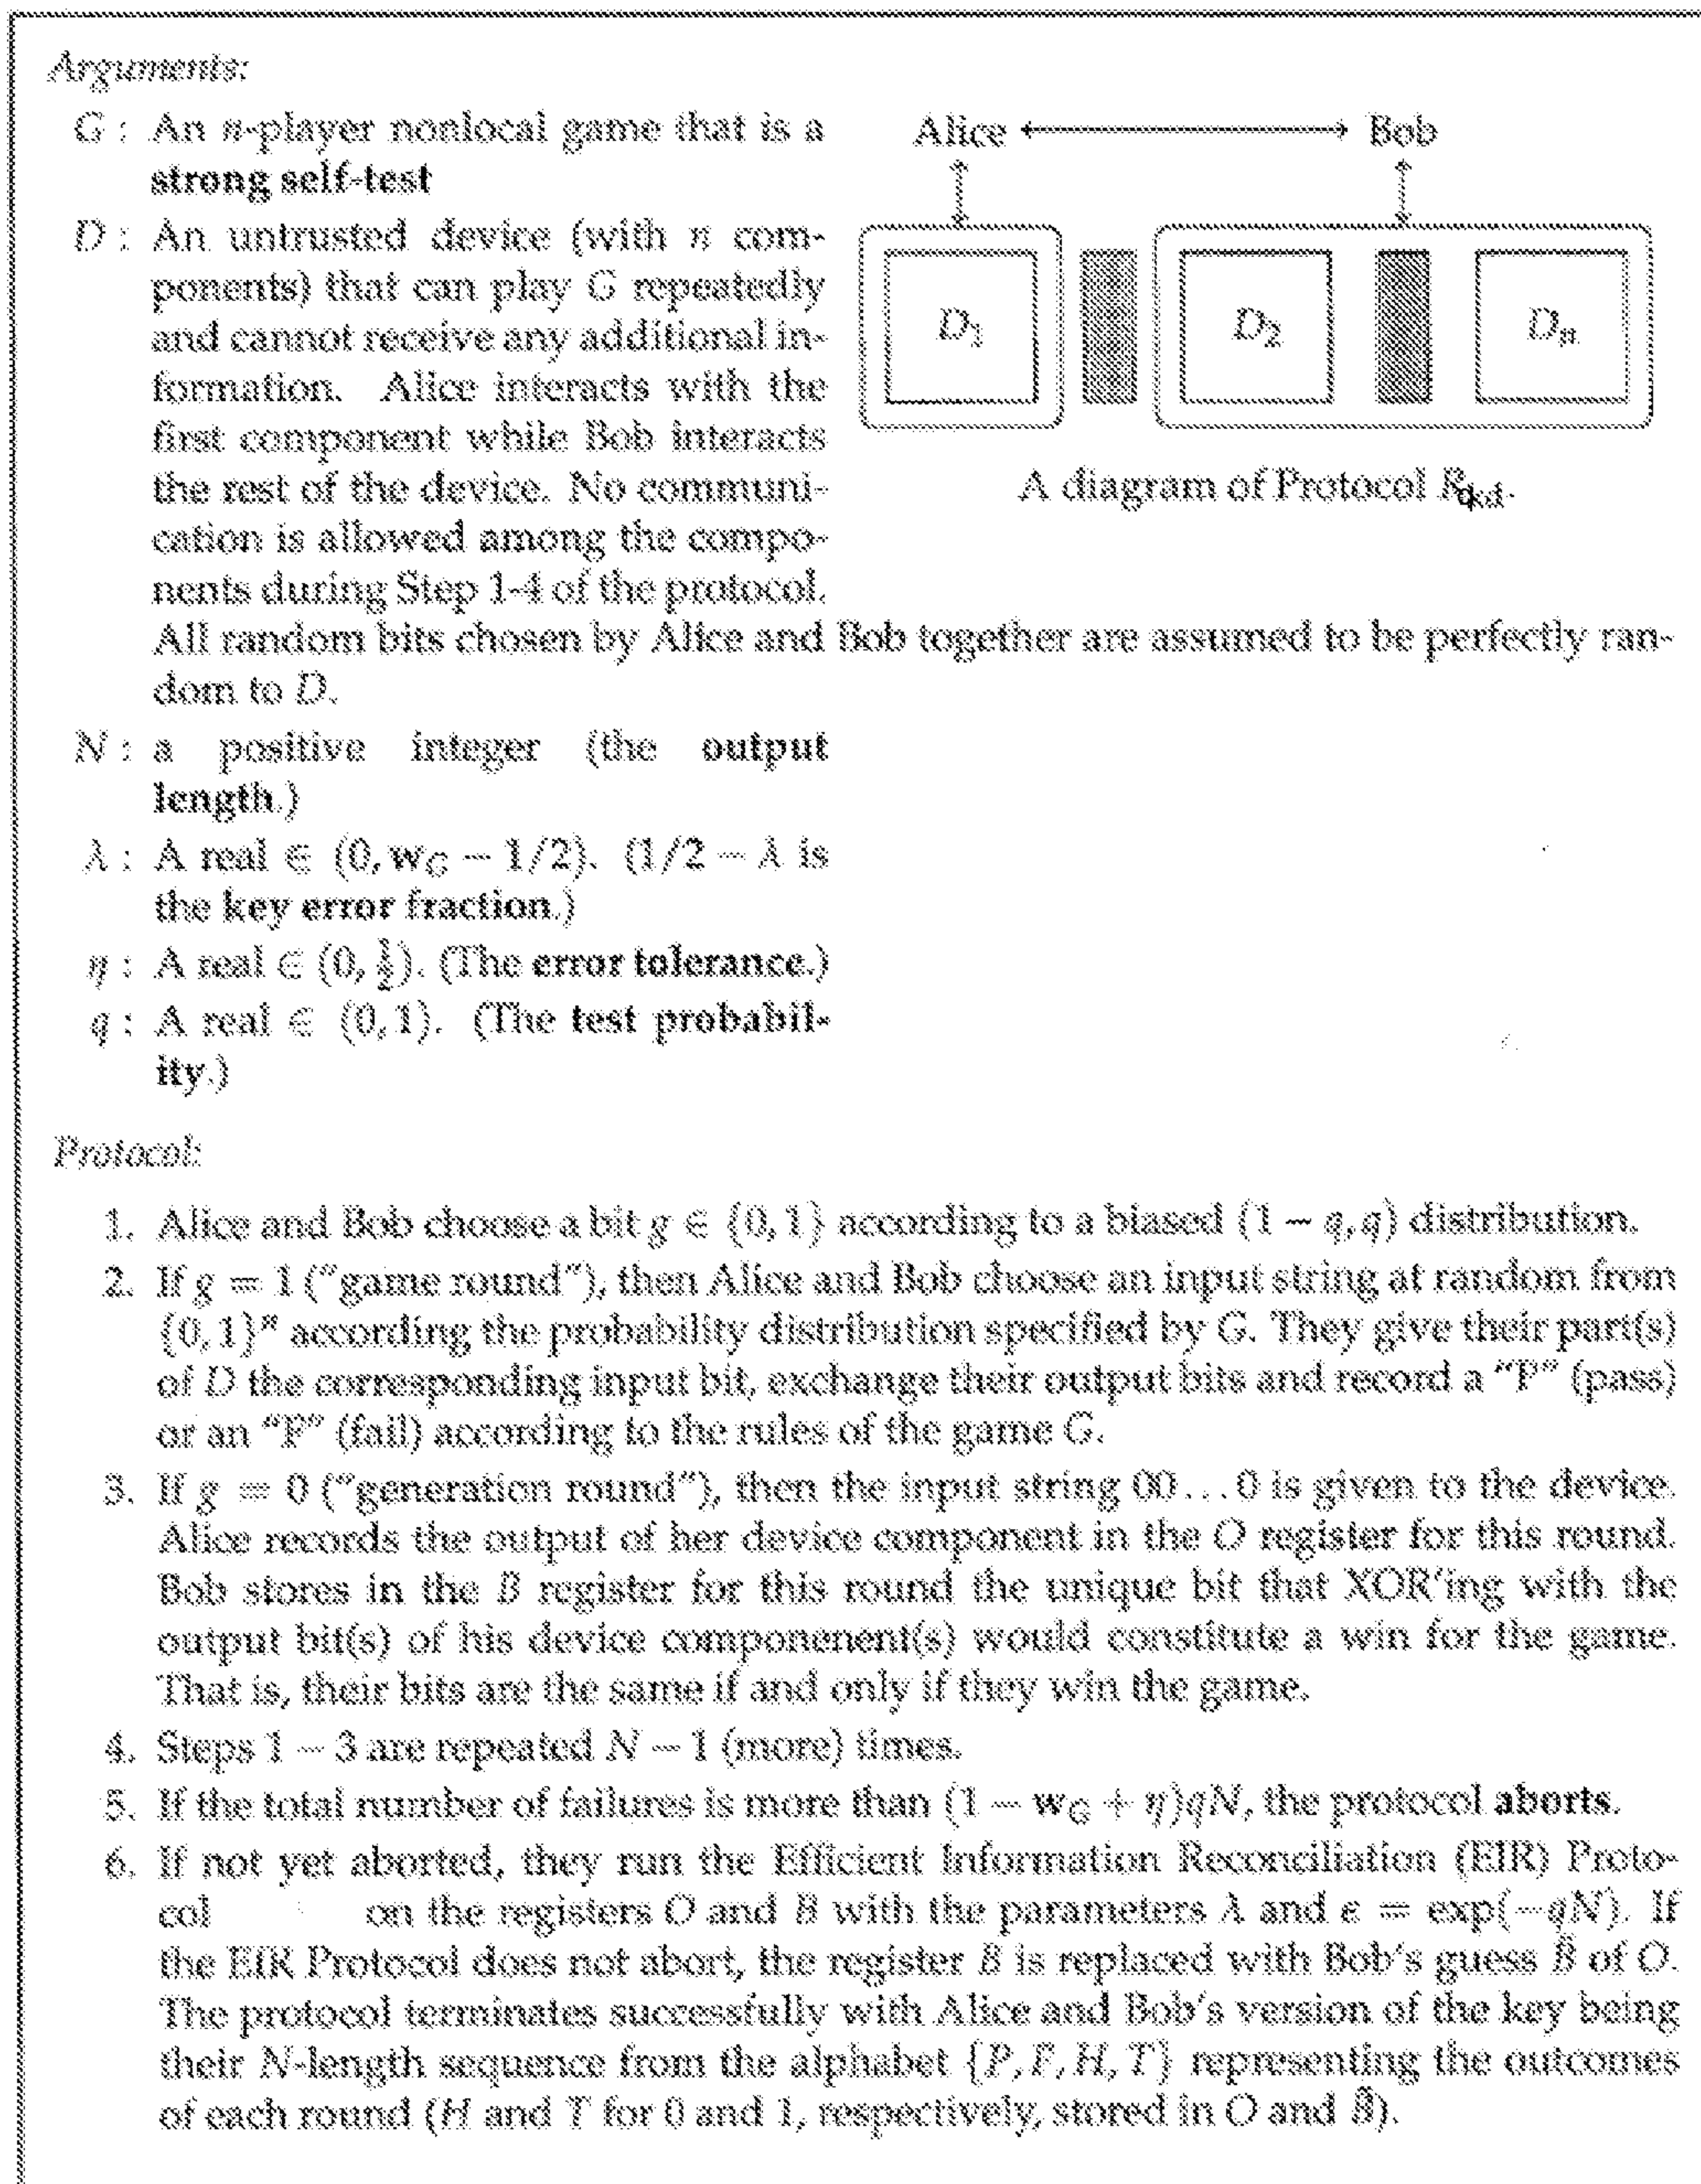 Arguments:
G : An n-player nonlocal game that is a
strong self-test
D : An untrusted device (with n com-
ponents) that can play G repeatedly
and cannot receive any additional in-
formation. Alice interacts with the
first component while Bob interacts
the rest of the device. No communi-
cation is allowed among the compo-
nents during Step 1-4 of the protocol.
All random bits chosen by Alice and Bob together are assumed to be perfectly ran-
dom to D.
Alice Bob
D₁ D₂ Dₙ
A diagram of Protocol R_qkd.
N : a positive integer (the output
length.)
λ : A real ∈ (0, w_G − 1/2). (1/2 − λ is
the key error fraction.)
η : A real ∈ (0, ½). (The error tolerance.)
q : A real ∈ (0, 1). (The test probabil-
ity.)
Protocol:
1. Alice and Bob choose a bit g ∈ {0, 1} according to a biased (1 − q, q) distribution.
2. If g = 1 ("game round"), then Alice and Bob choose an input string at random from
{0, 1}ⁿ according the probability distribution specified by G. They give their part(s)
of D the corresponding input bit, exchange their output bits and record a "P" (pass)
or an "F" (fail) according to the rules of the game G.
3. If g = 0 ("generation round"), then the input string 00...0 is given to the device.
Alice records the output of her device component in the O register for this round.
Bob stores in the B register for this round the unique bit that XOR'ing with the
output bit(s) of his device componenent(s) would constitute a win for the game.
That is, their bits are the same if and only if they win the game.
4. Steps 1 − 3 are repeated N − 1 (more) times.
5. If the total number of failures is more than (1 − w_G + η)qN, the protocol aborts.
6. If not yet aborted, they run the Efficient Information Reconciliation (EIR) Proto-
col on the registers O and B with the parameters λ and ε = exp(−qN). If
the EIR Protocol does not abort, the register B is replaced with Bob's guess B̃ of O.
The protocol terminates successfully with Alice and Bob's version of the key being
their N-length sequence from the alphabet {P, F, H, T} representing the outcomes
of each round (H and T for 0 and 1, respectively, stored in O and B̃).